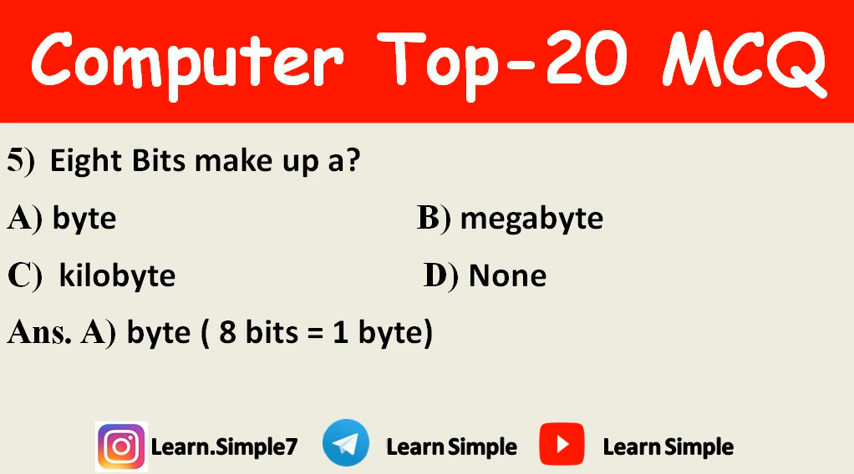 Computer Top-20 MCQ
5) Eight Bits make up a?
A) byte B) megabyte
C) kilobyte D) None
Ans. A) byte ( 8 bits = 1 byte)
Learn.Simple7 Learn Simple Learn Simple